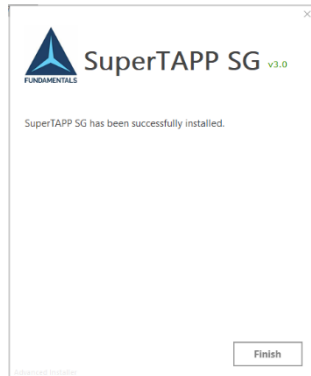 SuperTAPP SG v3.0
FUNDAMENTALS
SuperTAPP SG has been successfully installed.
Finish
Advanced Installer